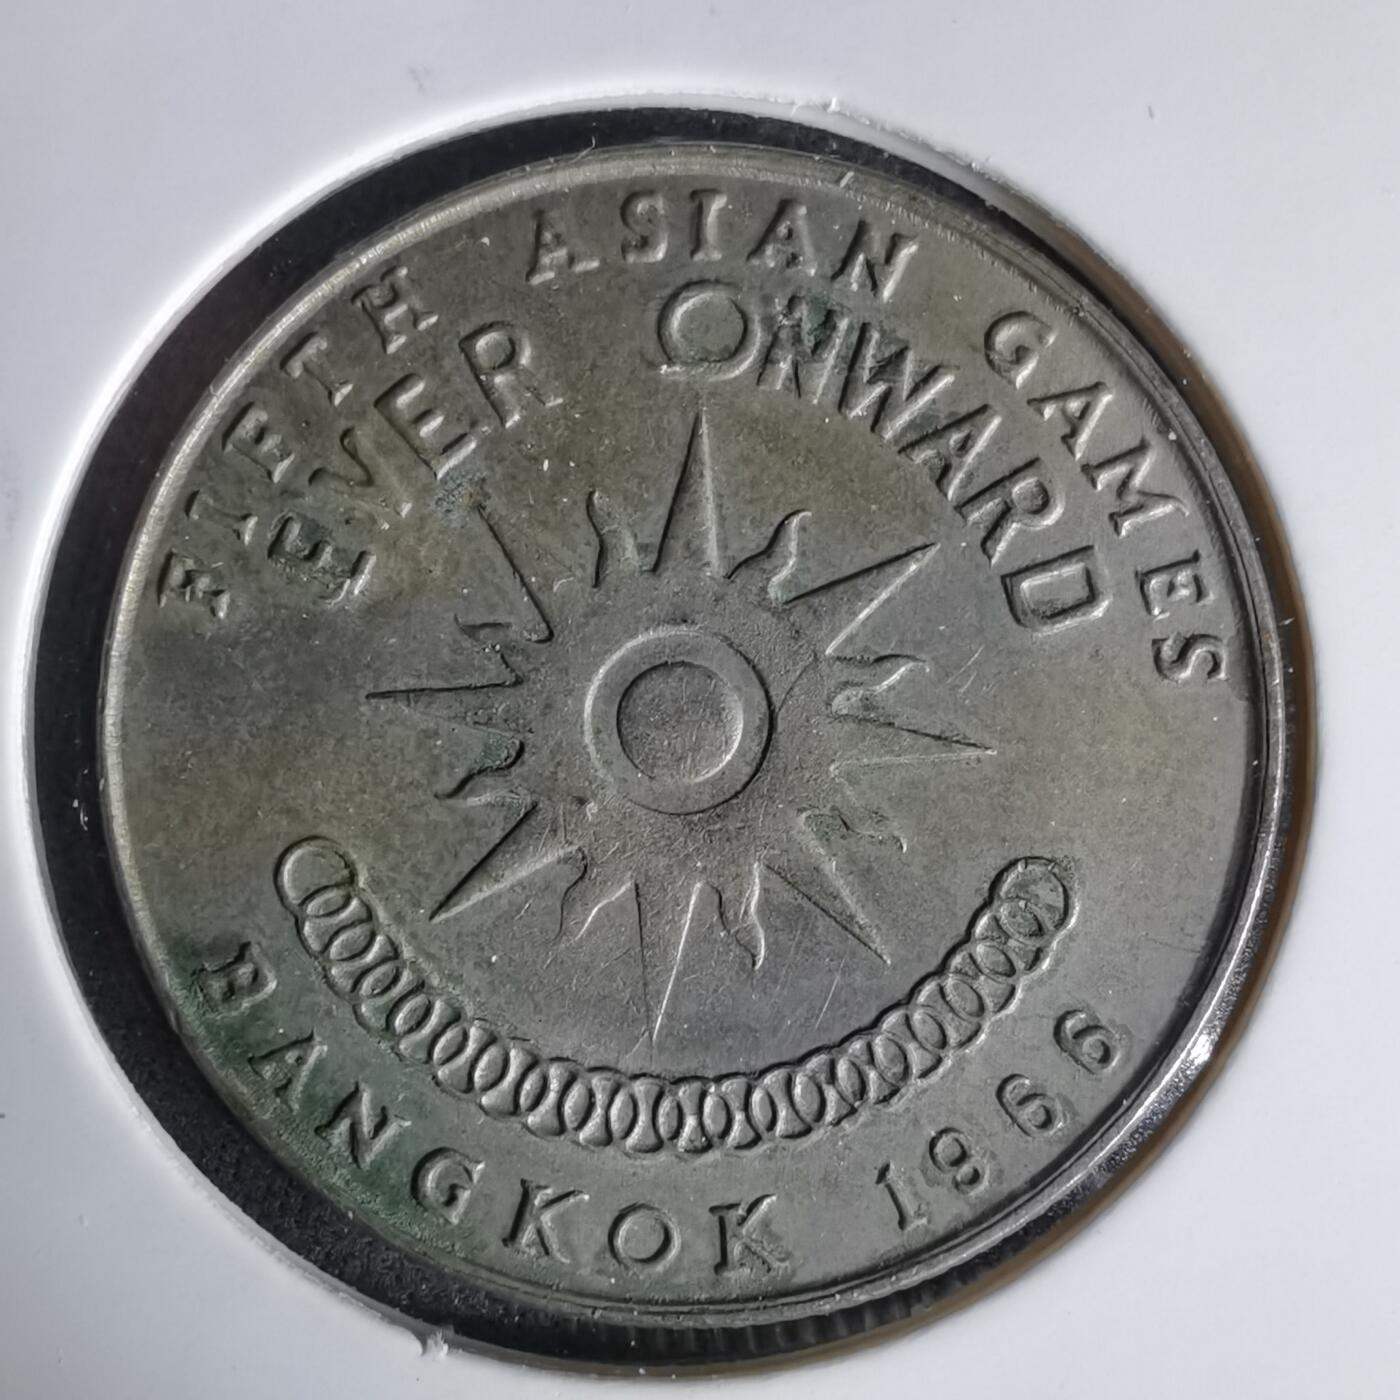 FIFTH ASIAN GAMES
EVER ONWARD
BANGKOK 1966